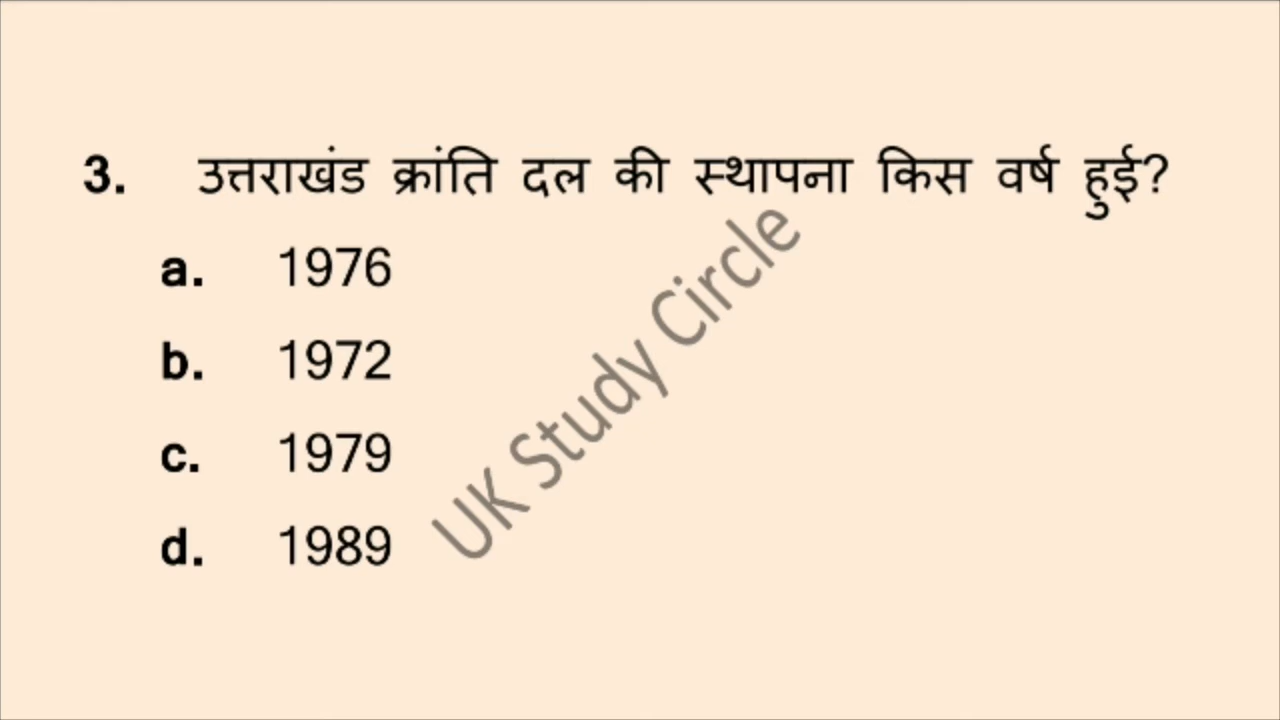 3. उत्तराखंड क्रांति दल की स्थापना किस वर्ष हुई?
a. 1976
b. 1972
c. 1979
d. 1989
UK Study Circle